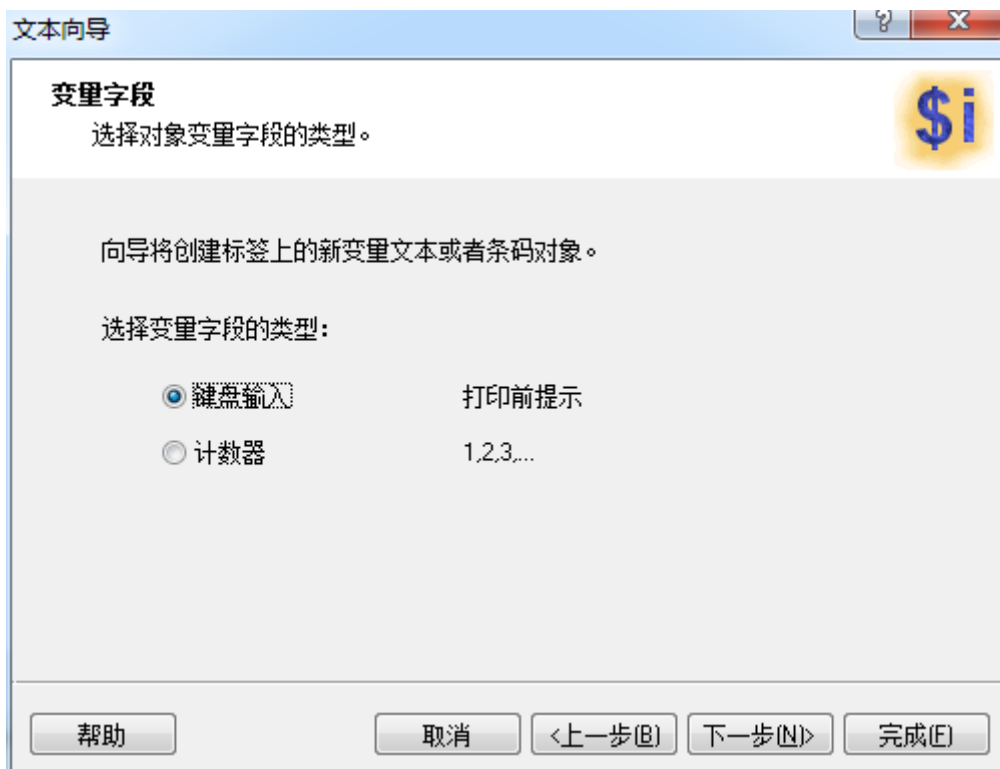 文本向导
?
变量字段
选择对象变量字段的类型。
$i
向导将创建标签上的新变量文本或者条码对象。
选择变量字段的类型:
键盘输入 打印前提示
计数器 1,2,3,...
帮助 取消 <上一步(B) 下一步(N)> 完成(F)